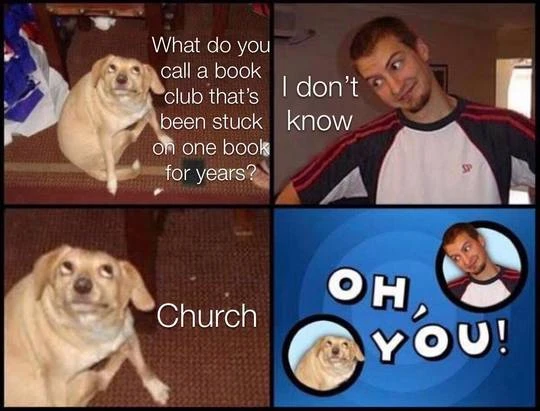 What do you
call a book
club that's
been stuck
on one book
for years?
I don't
know
SP
Church
OH,
YOU!